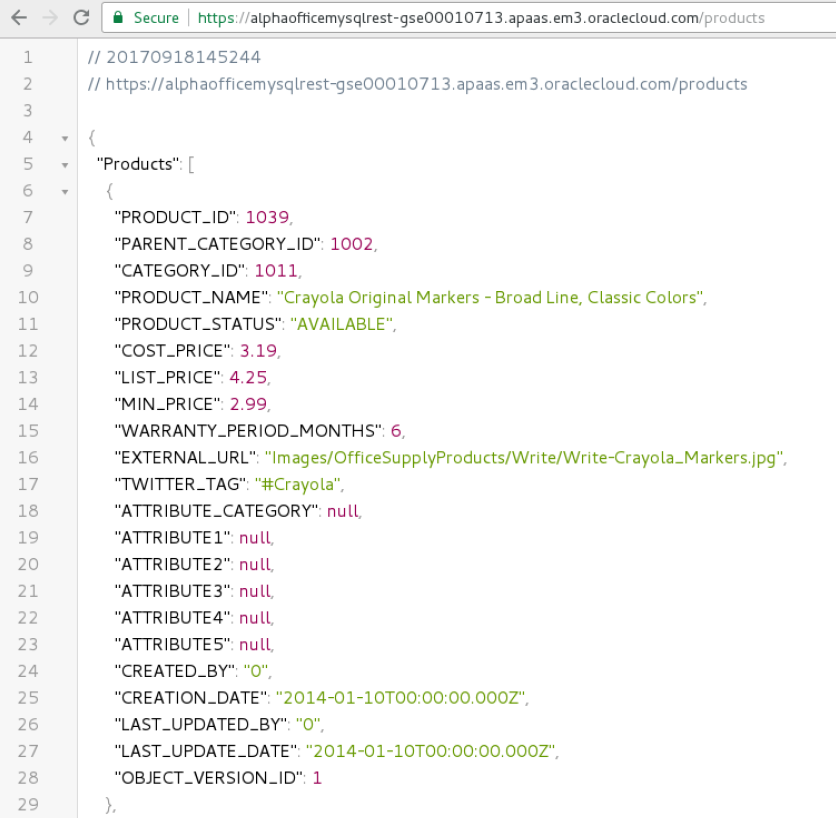 Secure https://alphaofficemysqlrest-gse00010713.apaas.em3.oraclecloud.com/products
1 // 20170918145244
2 // https://alphaofficemysqlrest-gse00010713.apaas.em3.oraclecloud.com/products
3
4 {
5 "Products": [
6 {
7 "PRODUCT_ID": 1039,
8 "PARENT_CATEGORY_ID": 1002,
9 "CATEGORY_ID": 1011,
10 "PRODUCT_NAME": "Crayola Original Markers - Broad Line, Classic Colors",
11 "PRODUCT_STATUS": "AVAILABLE",
12 "COST_PRICE": 3.19,
13 "LIST_PRICE": 4.25,
14 "MIN_PRICE": 2.99,
15 "WARRANTY_PERIOD_MONTHS": 6,
16 "EXTERNAL_URL": "Images/OfficeSupplyProducts/Write/Write-Crayola_Markers.jpg",
17 "TWITTER_TAG": "#Crayola",
18 "ATTRIBUTE_CATEGORY": null,
19 "ATTRIBUTE1": null,
20 "ATTRIBUTE2": null,
21 "ATTRIBUTE3": null,
22 "ATTRIBUTE4": null,
23 "ATTRIBUTE5": null,
24 "CREATED_BY": "0",
25 "CREATION_DATE": "2014-01-10T00:00:00.000Z",
26 "LAST_UPDATED_BY": "0",
27 "LAST_UPDATE_DATE": "2014-01-10T00:00:00.000Z",
28 "OBJECT_VERSION_ID": 1
29 },